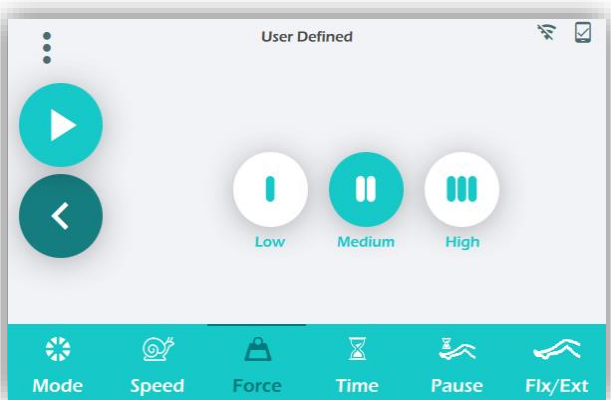 User Defined
Low Medium High
Mode Speed Force Time Pause Flx/Ext